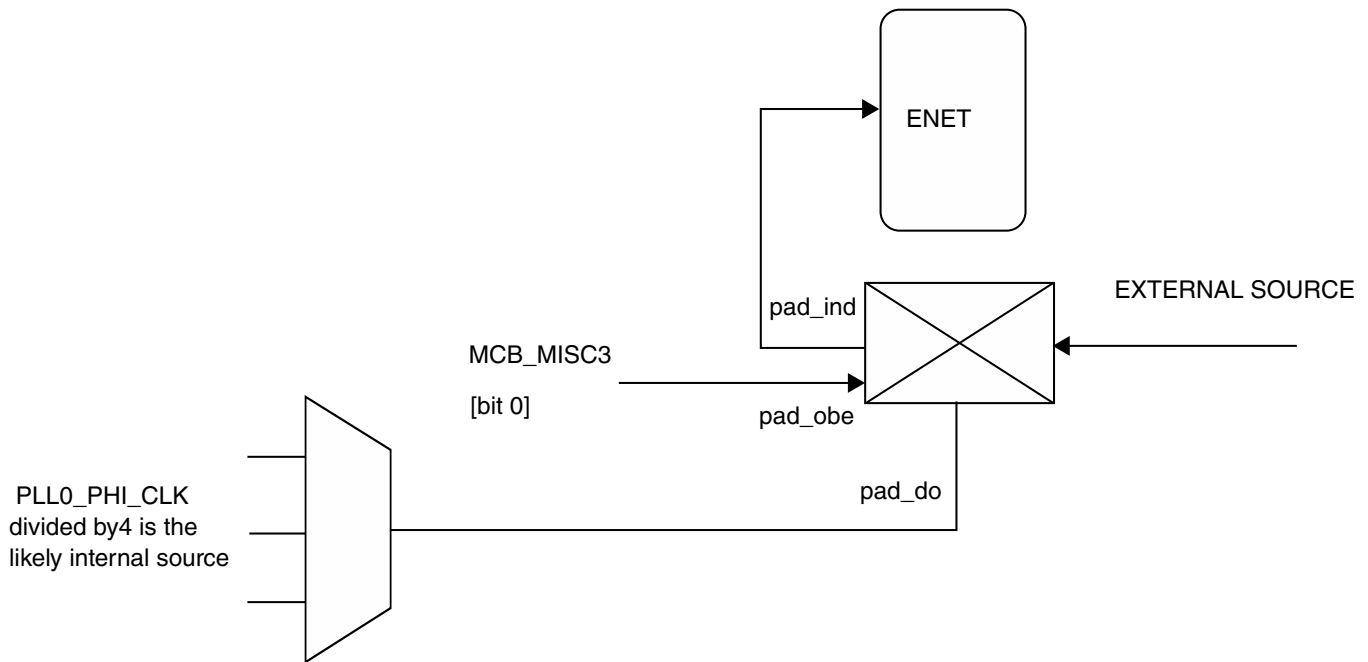 ENET
EXTERNAL SOURCE
pad_ind
MCB_MISC3
[bit 0]
pad_obe
pad_do
PLL0_PHI_CLK
divided by4 is the
likely internal source